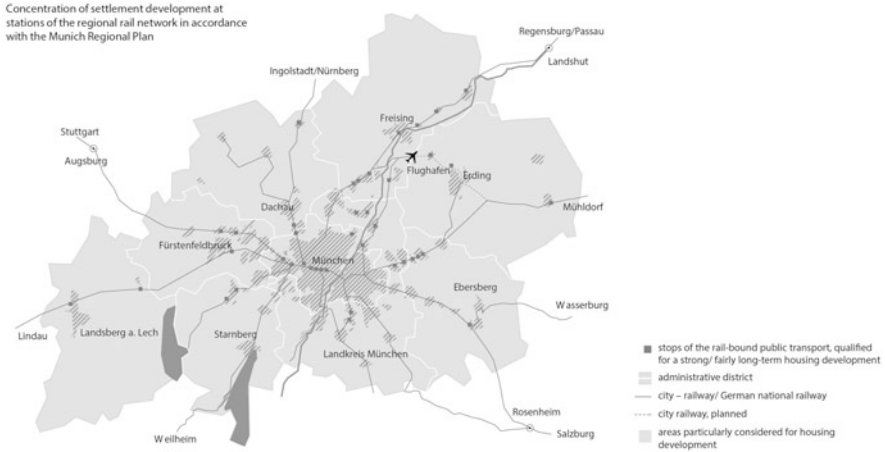 Concentration of settlement development at
stations of the regional rail network in accordance
with the Munich Regional Plan
Regensburg/Passau
Landshut
Ingolstadt/Nürnberg
Freising
Stuttgart
Augsburg
Flughafen
Erding
Dachau
Mühldorf
Fürstenfeldbruck
München
Ebersberg
Wasserburg
Lindau
Landsberg a. Lech
Starnberg
Landkreis München
Rosenheim
Weilheim
Salzburg
stops of the rail-bound public transport, qualified
for a strong/ fairly long-term housing development
administrative district
city – railway/ German national railway
city railway, planned
areas particularly considered for housing
development